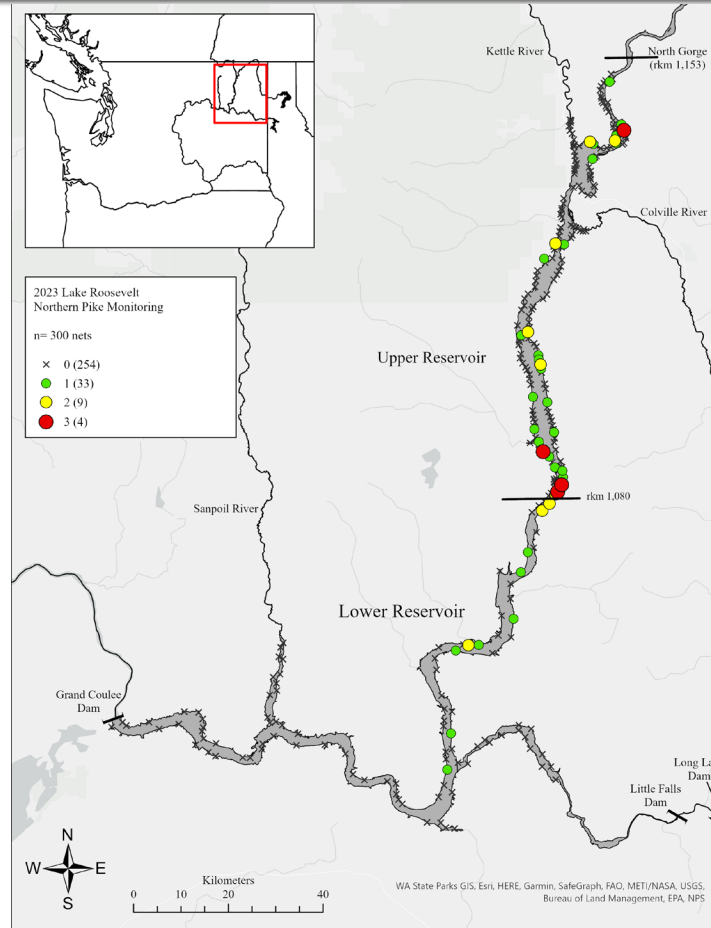 Kettle River
North Gorge
(rkm 1,153)
Colville River
2023 Lake Roosevelt
Northern Pike Monitoring
n= 300 nets
0 (254)
1 (33)
2 (9)
3 (4)
Upper Reservoir
rkm 1,080
Sanpoil River
Lower Reservoir
Grand Coulee
Dam
Long La
Dam
Little Falls
Dam
N
W
E
S
Kilometers
0 10 20 40
WA State Parks GIS, Esri, HERE, Garmin, SafeGraph, FAO, METI/NASA, USGS,
Bureau of Land Management, EPA, NPS